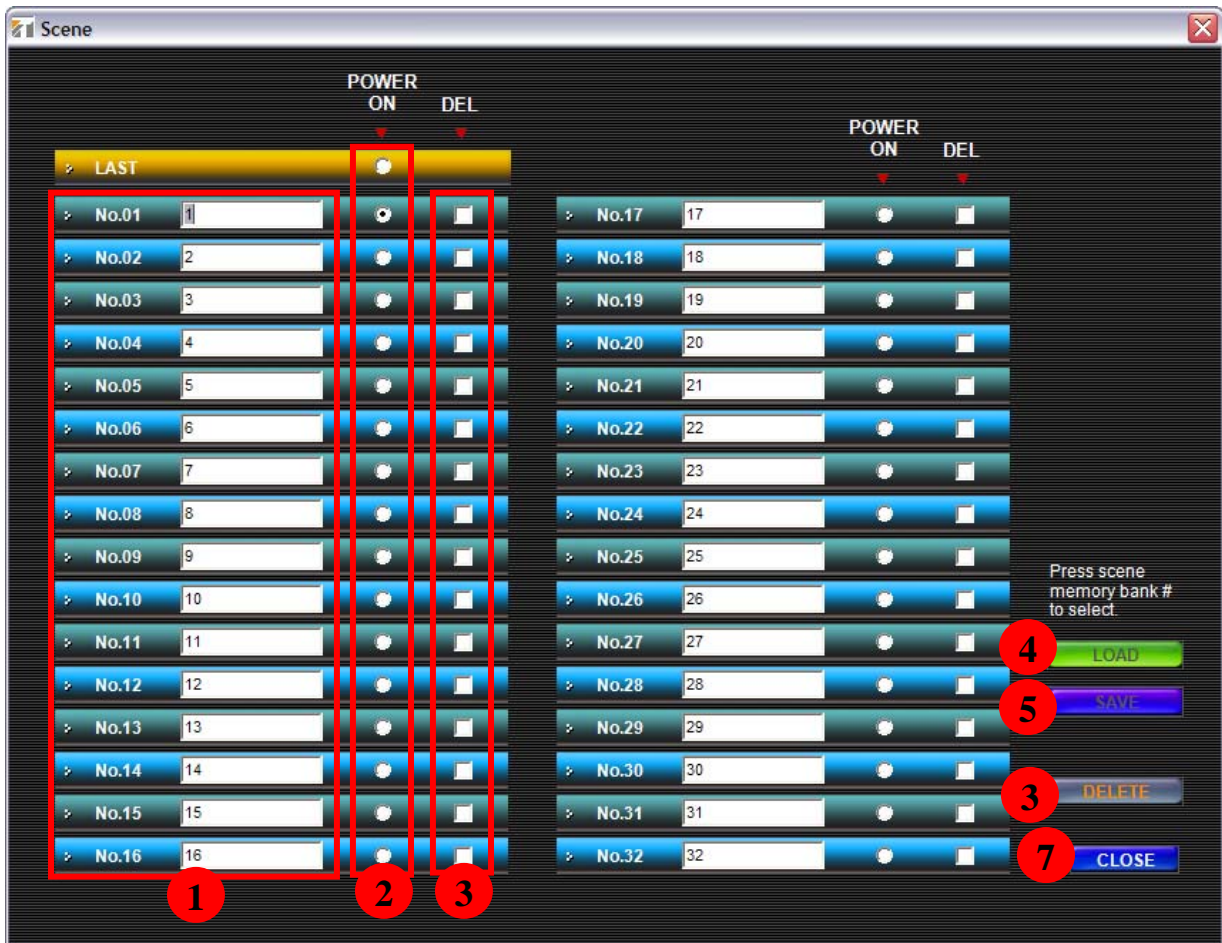 Scene
POWER
ON
DEL
LAST
No.01 1
No.02 2
No.03 3
No.04 4
No.05 5
No.06 6
No.07 7
No.08 8
No.09 9
No.10 10
No.11 11
No.12 12
No.13 13
No.14 14
No.15 15
No.16 16
1
2
3
POWER
ON
DEL
No.17 17
No.18 18
No.19 19
No.20 20
No.21 21
No.22 22
No.23 23
No.24 24
No.25 25
No.26 26
No.27 27
No.28 28
No.29 29
No.30 30
No.31 31
No.32 32
Press scene
memory bank #
to select.
4 LOAD
5 SAVE
3 DELETE
7 CLOSE